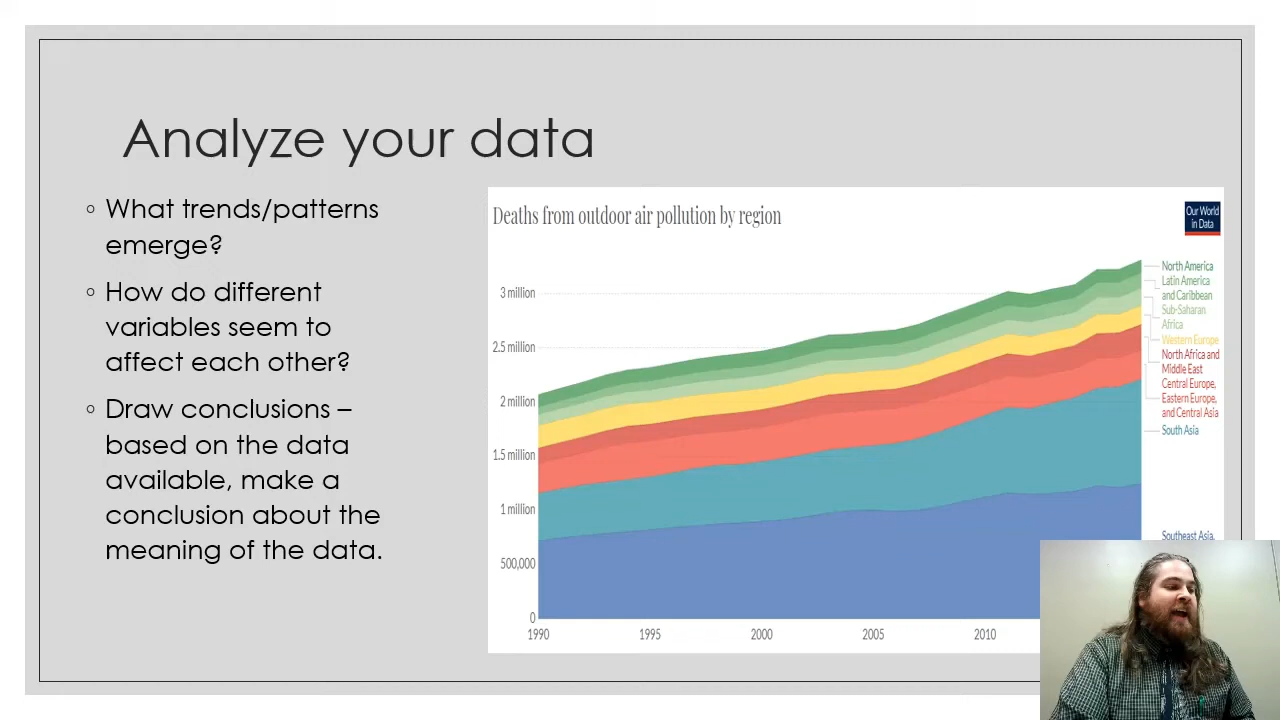 Analyze your data
◦ What trends/patterns
emerge?
◦ How do different
variables seem to
affect each other?
◦ Draw conclusions –
based on the data
available, make a
conclusion about the
meaning of the data.
Deaths from outdoor air pollution by region
Our World
in Data
3 million
2.5 million
2 million
1.5 million
1 million
500,000
0
1990
1995
2000
2005
2010
North America
Latin America
and Caribbean
Sub-Saharan
Africa
Western Europe
North Africa and
Middle East
Central Europe,
Eastern Europe,
and Central Asia
South Asia
Southeast Asia,